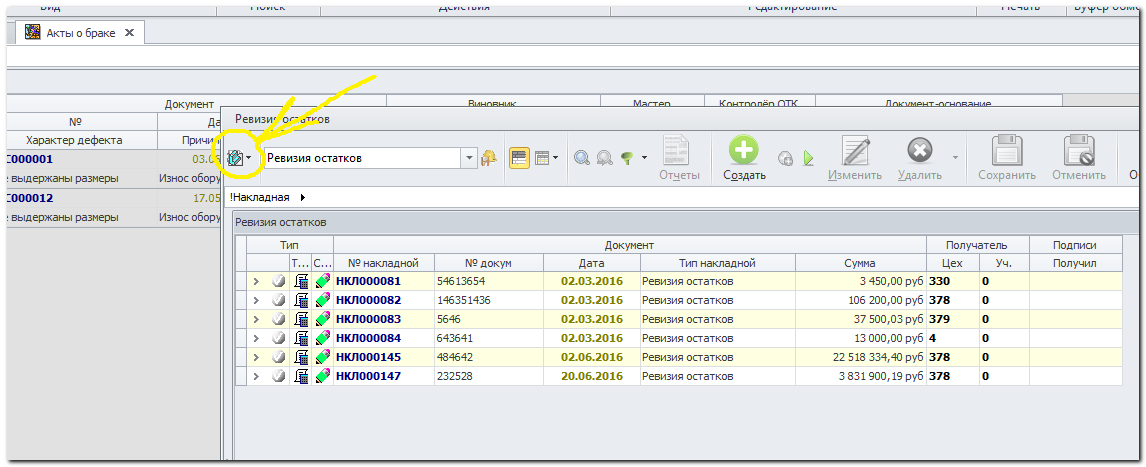 Вид Поиск Действия Редактирование Печать Буфер обм
Акты о браке
Документ Виновник Мастер Контролёр ОТК Документ-основание
№ Да
Ревизия остатков
Характер дефекта Причи
С000001 03.0
е выдержаны размеры Износ обору
С000012 17.05
е выдержаны размеры Износ обору
Ревизия остатков
Отчеты Создать Изменить Удалить Сохранить Отменить О
!Накладная
Ревизия остатков
Тип Документ Получатель Подписи
Т... С... № накладной № докум Дата Тип накладной Сумма Цех Уч. Получил
НКЛ000081 54613654 02.03.2016 Ревизия остатков 3 450,00 руб 330 0
НКЛ000082 146351436 02.03.2016 Ревизия остатков 106 200,00 руб 378 0
НКЛ000083 5646 02.03.2016 Ревизия остатков 37 500,03 руб 379 0
НКЛ000084 643641 02.03.2016 Ревизия остатков 13 000,00 руб 4 0
НКЛ000145 484642 02.06.2016 Ревизия остатков 22 518 334,40 руб 378 0
НКЛ000147 232528 20.06.2016 Ревизия остатков 3 831 900,19 руб 378 0